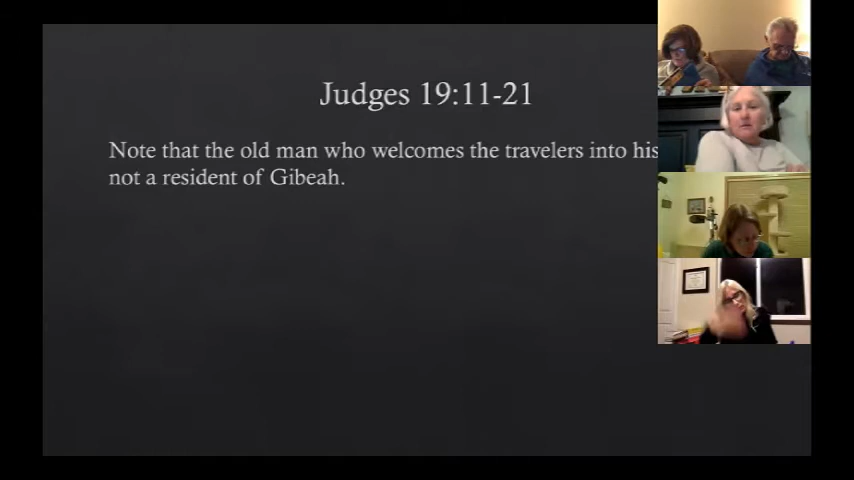 Judges 19:11-21
Note that the old man who welcomes the travelers into his
not a resident of Gibeah.